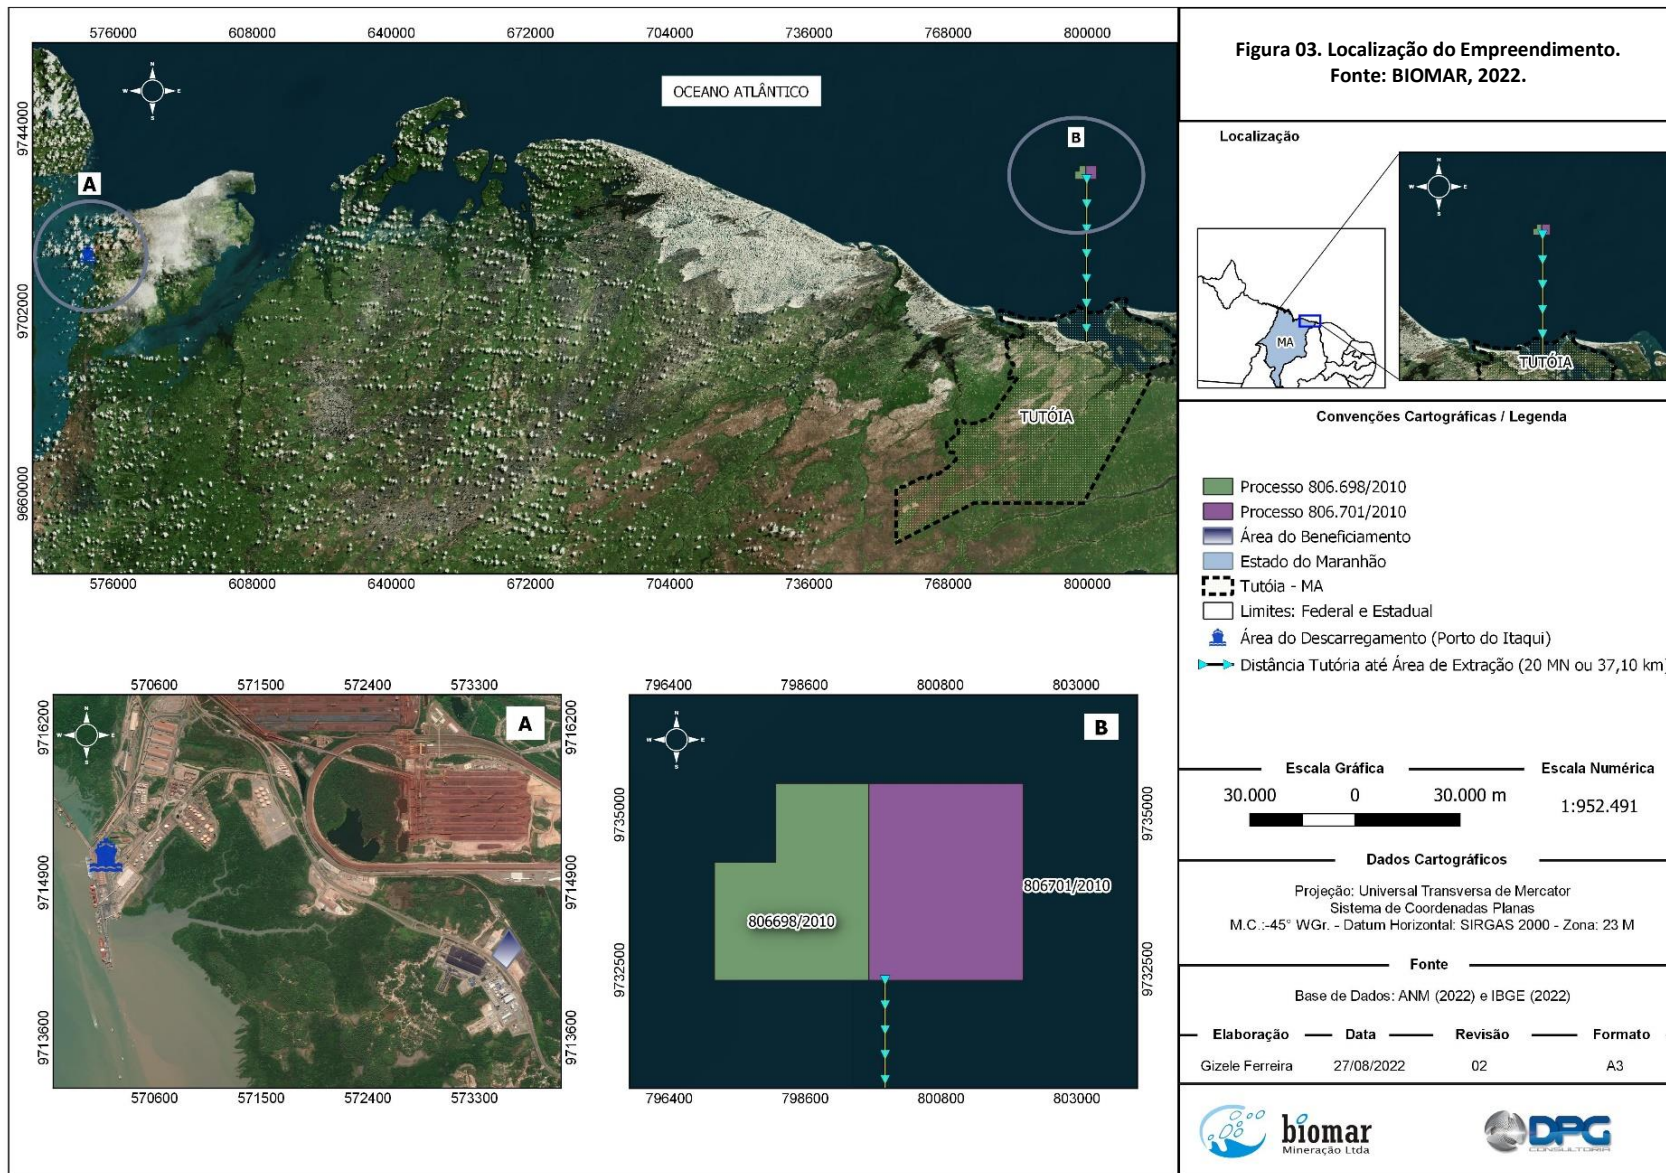 Figura 03. Localização do Empreendimento.
Fonte: BIOMAR, 2022.
576000 608000 640000 672000 704000 736000 768000 800000
9744000
9702000
9660000
N
W E
S
OCEANO ATLÂNTICO
A
B
TUTÓIA
576000 608000 640000 672000 704000 736000 768000 800000
Localização
MA
N
W E
S
TUTÓIA
Convenções Cartográficas / Legenda
Processo 806.698/2010
Processo 806.701/2010
Área do Beneficiamento
Estado do Maranhão
Tutóia - MA
Limites: Federal e Estadual
Área do Descarregamento (Porto do Itaqui)
Distância Tutória até Área de Extração (20 MN ou 37,10 km)
570600 571500 572400 573300
9716200
9714900
9713600
N
W E
S
A
9716200
9714900
9713600
570600 571500 572400 573300
796400 798600 800800 803000
9735000
9732500
N
W E
S
B
806698/2010
806701/2010
9735000
9732500
796400 798600 800800 803000
Escala Gráfica
30.000 0 30.000 m
Escala Numérica
1:952.491
Dados Cartográficos
Projeção: Universal Transversa de Mercator
Sistema de Coordenadas Planas
M.C.:-45° WGr. - Datum Horizontal: SIRGAS 2000 - Zona: 23 M
Fonte
Base de Dados: ANM (2022) e IBGE (2022)
Elaboração Data Revisão Formato
Gizele Ferreira 27/08/2022 02 A3
biomar
Mineração Ltda
DPG
CONSULTORIA